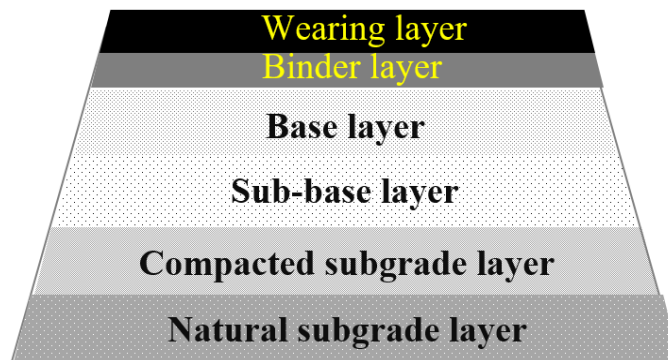 Wearing layer
Binder layer
Base layer
Sub-base layer
Compacted subgrade layer
Natural subgrade layer